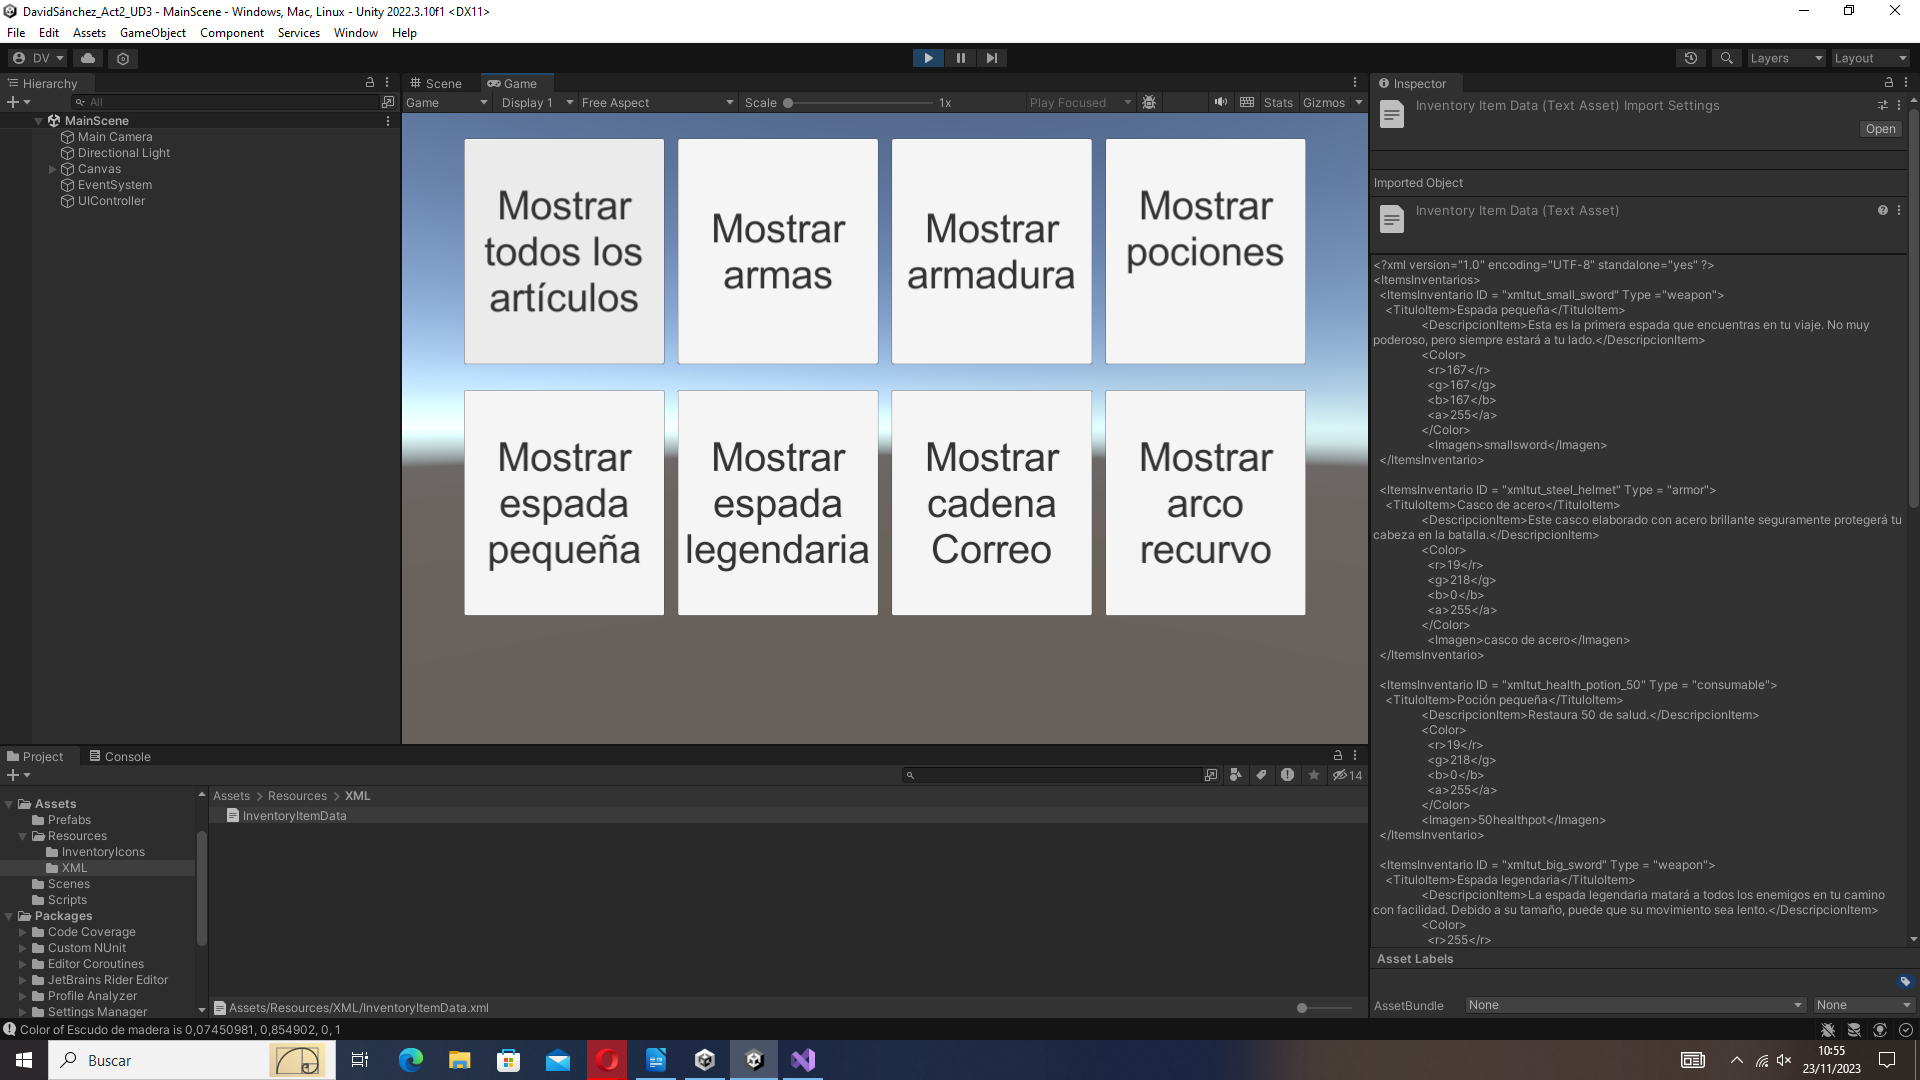 DavidSánchez_Act2_UD3 - MainScene - Windows, Mac, Linux - Unity 2022.3.10f1 <DX11>
File Edit Assets GameObject Component Services Window Help
DV
Layers Layout
Hierarchy
All
MainScene
Main Camera
Directional Light
Canvas
EventSystem
UIController
Scene Game
Game Display 1 Free Aspect Scale 1x Play Focused Stats Gizmos
Mostrar
todos los
artículos
Mostrar
armas
Mostrar
armadura
Mostrar
pociones
Mostrar
espada
pequeña
Mostrar
espada
legendaria
Mostrar
cadena
Correo
Mostrar
arco
recurvo
Inspector
Inventory Item Data (Text Asset) Import Settings
Open
Imported Object
Inventory Item Data (Text Asset)
<?xml version="1.0" encoding="UTF-8" standalone="yes" ?>
<ItemsInventarios>
<ItemsInventario ID = "xmltut_small_sword" Type ="weapon">
<TituloItem>Espada pequeña</TituloItem>
<DescripcionItem>Esta es la primera espada que encuentras en tu viaje. No muy
poderoso, pero siempre estará a tu lado.</DescripcionItem>
<Color>
<r>167</r>
<g>167</g>
<b>167</b>
<a>255</a>
</Color>
<Imagen>smallsword</Imagen>
</ItemsInventario>
<ItemsInventario ID = "xmltut_steel_helmet" Type = "armor">
<TituloItem>Casco de acero</TituloItem>
<DescripcionItem>Este casco elaborado con acero brillante seguramente protegerá tu
cabeza en la batalla.</DescripcionItem>
<Color>
<r>19</r>
<g>218</g>
<b>0</b>
<a>255</a>
</Color>
<Imagen>casco de acero</Imagen>
</ItemsInventario>
<ItemsInventario ID = "xmltut_health_potion_50" Type = "consumable">
<TituloItem>Poción pequeña</TituloItem>
<DescripcionItem>Restaura 50 de salud.</DescripcionItem>
<Color>
<r>19</r>
<g>218</g>
<b>0</b>
<a>255</a>
</Color>
<Imagen>50healthpot</Imagen>
</ItemsInventario>
<ItemsInventario ID = "xmltut_big_sword" Type = "weapon">
<TituloItem>Espada legendaria</TituloItem>
<DescripcionItem>La espada legendaria matará a todos los enemigos en tu camino
con facilidad. Debido a su tamaño, puede que su movimiento sea lento.</DescripcionItem>
<Color>
<r>255</r>
Asset Labels
AssetBundle None None
Project Console
14
Assets
Prefabs
Resources
InventoryIcons
XML
Scenes
Scripts
Packages
Code Coverage
Custom NUnit
Editor Coroutines
JetBrains Rider Editor
Profile Analyzer
Settings Manager
Assets > Resources > XML
InventoryItemData
Assets/Resources/XML/InventoryItemData.xml
Color of Escudo de madera is 0,07450981, 0,854902, 0, 1
Buscar
10:55
23/11/2023